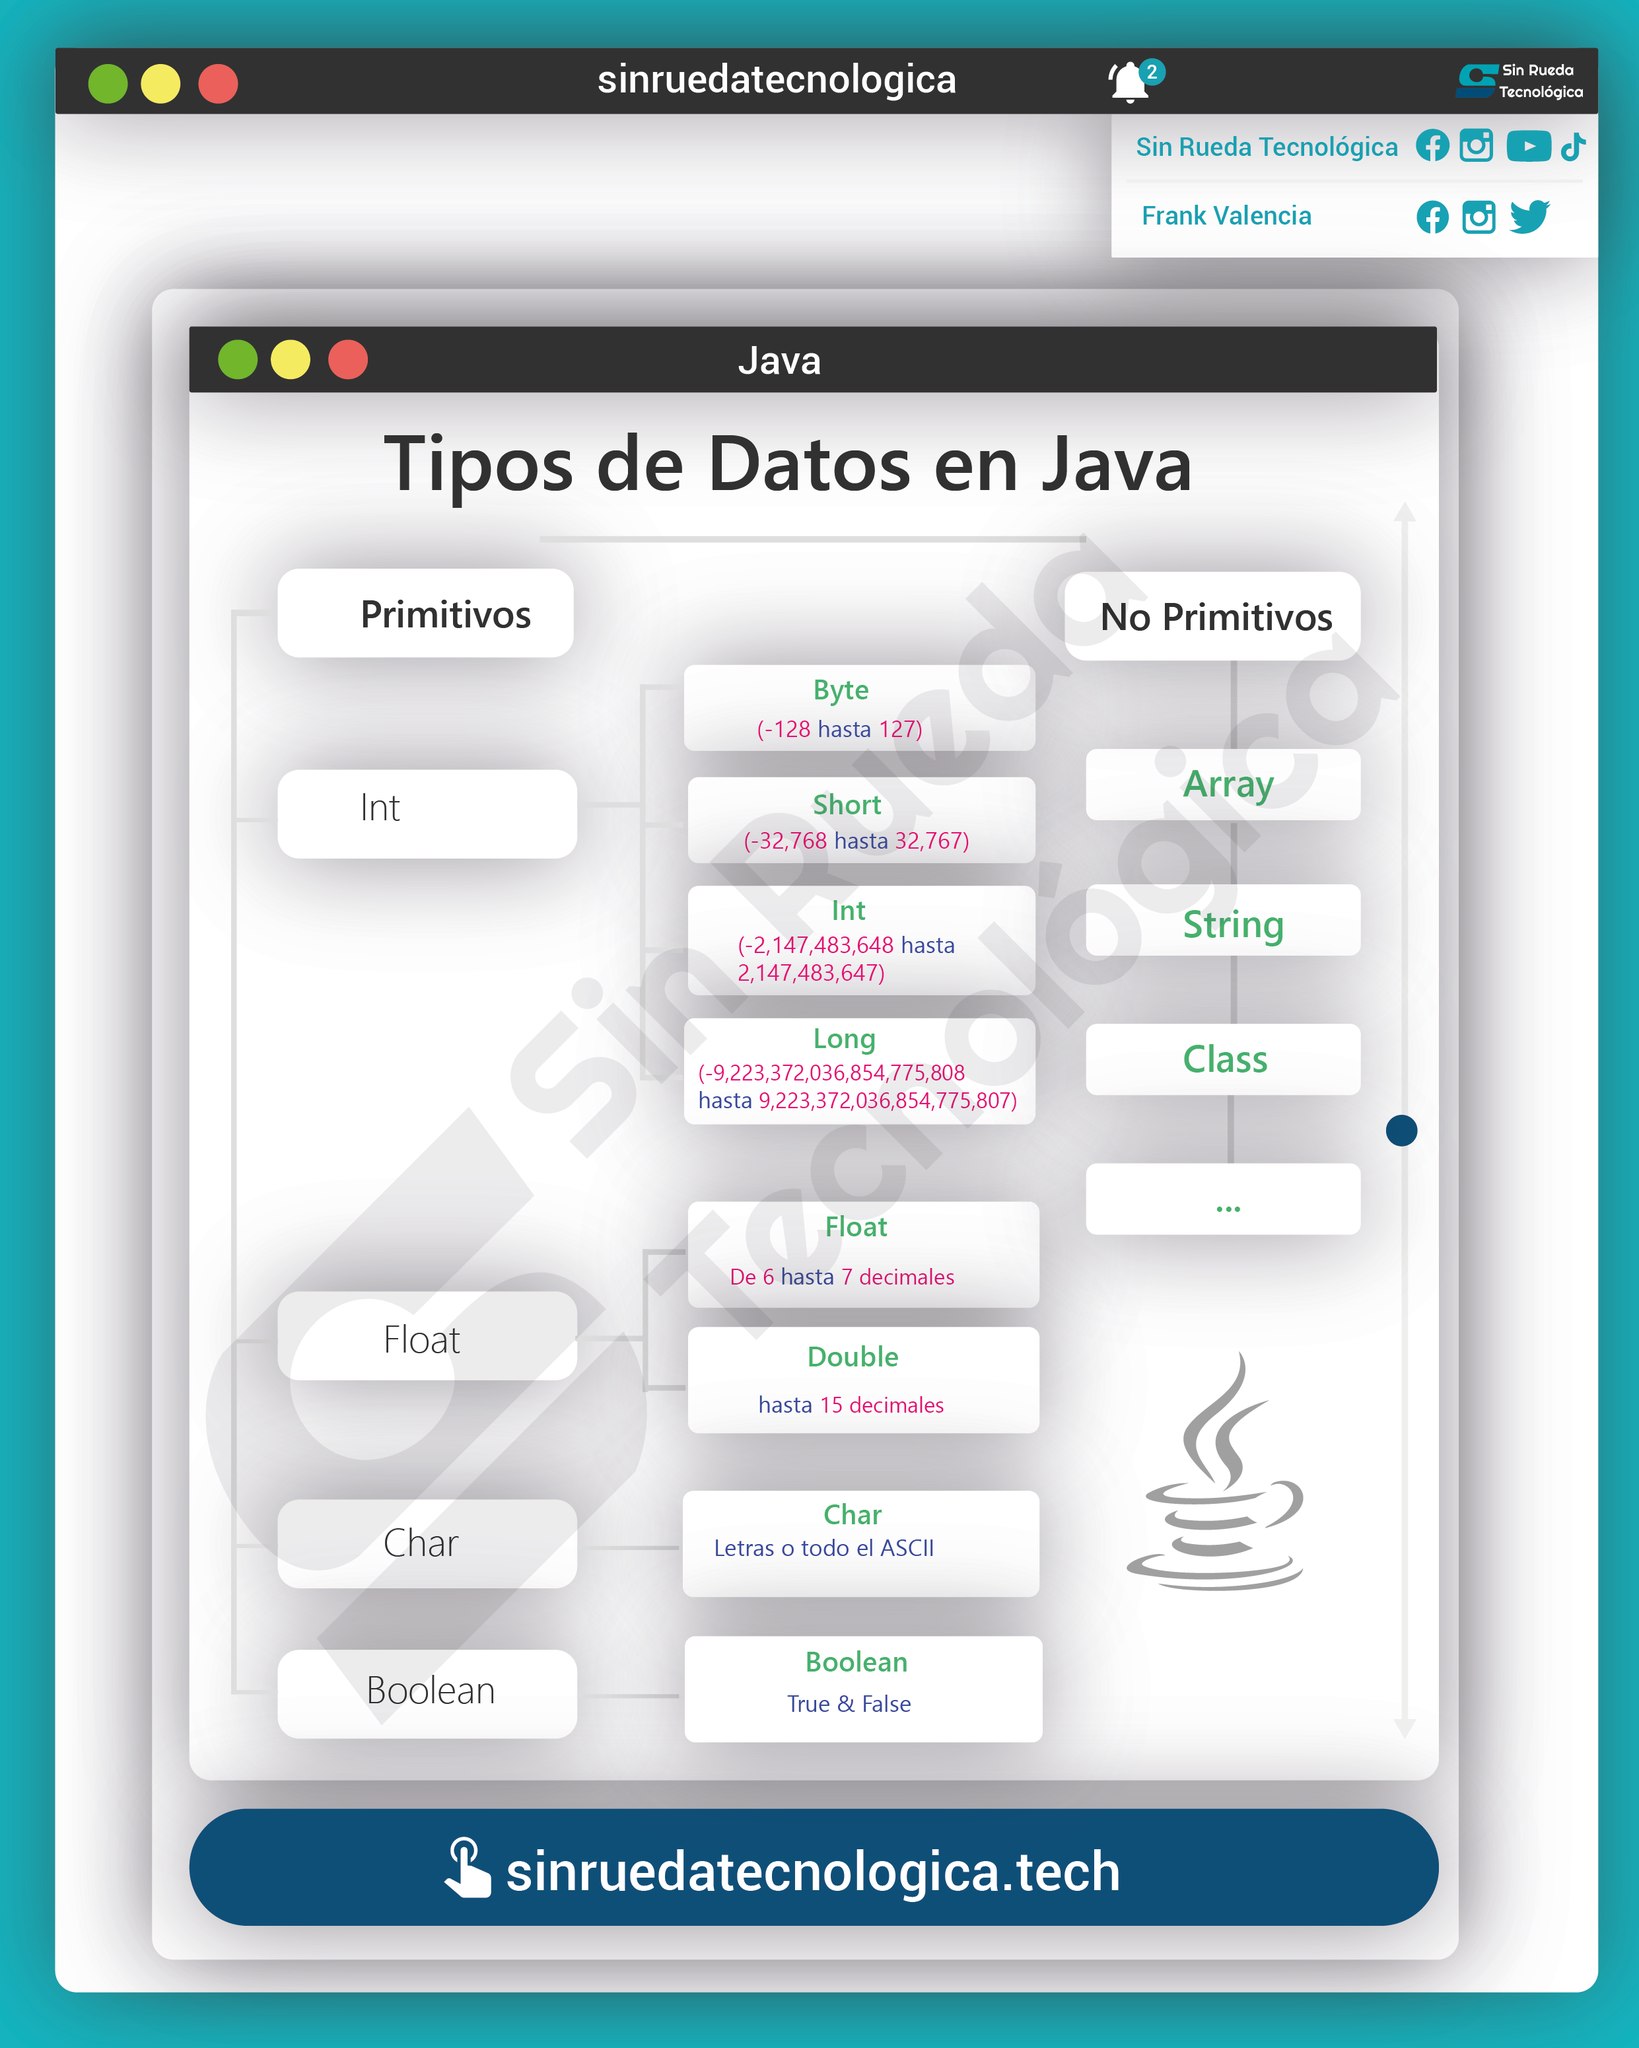 sinruedatecnologica
2
Sin Rueda
Tecnológica
Sin Rueda Tecnológica
Frank Valencia
Java
Tipos de Datos en Java
Primitivos
No Primitivos
Byte
(-128 hasta 127)
Int
Short
(-32,768 hasta 32,767)
Int
(-2,147,483,648 hasta
2,147,483,647)
Long
(-9,223,372,036,854,775,808
hasta 9,223,372,036,854,775,807)
Array
String
Class
...
Float
Float
De 6 hasta 7 decimales
Double
hasta 15 decimales
Char
Char
Letras o todo el ASCII
Boolean
Boolean
True & False
Sin Rueda
Tecnológica
sinruedatecnologica.tech